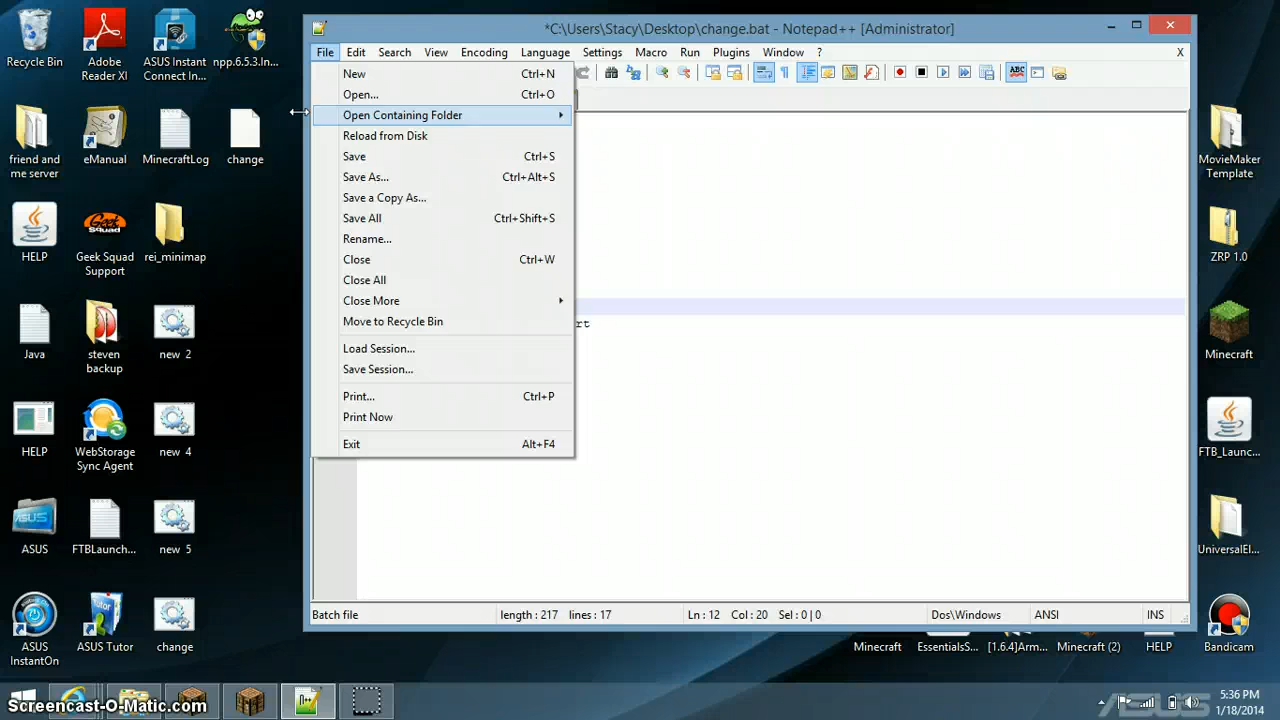 *C:\Users\Stacy\Desktop\change.bat - Notepad++ [Administrator]
File Edit Search View Encoding Language Settings Macro Run Plugins Window ? X
New Ctrl+N
Open... Ctrl+O
Open Containing Folder
Reload from Disk
Save Ctrl+S
Save As... Ctrl+Alt+S
Save a Copy As...
Save All Ctrl+Shift+S
Rename...
Close Ctrl+W
Close All
Close More
Move to Recycle Bin
Load Session...
Save Session...
Print... Ctrl+P
Print Now
Exit Alt+F4
ABC
rt
Batch file length : 217 lines : 17 Ln : 12 Col : 20 Sel : 0 | 0 Dos\Windows ANSI INS
Recycle Bin
Adobe
Reader XI
ASUS Instant
Connect In...
npp.6.5.3.In...
friend and
me server
eManual
MinecraftLog
change
HELP
Geek Squad
Geek Squad
Support
rei_minimap
Java
steven
backup
new 2
HELP
WebStorage
Sync Agent
new 4
ASUS
ASUS
FTBLaunch...
new 5
ASUS
InstantOn
Tutor
ASUS Tutor
change
MovieMaker
Template
ZRP 1.0
Minecraft
FTB_Launc...
UniversalEl...
Bandicam
Minecraft
EssentialsS...
[1.6.4]Arm...
Minecraft (2)
HELP
Screencast-O-Matic.com
ASUS
5:36 PM
1/18/2014